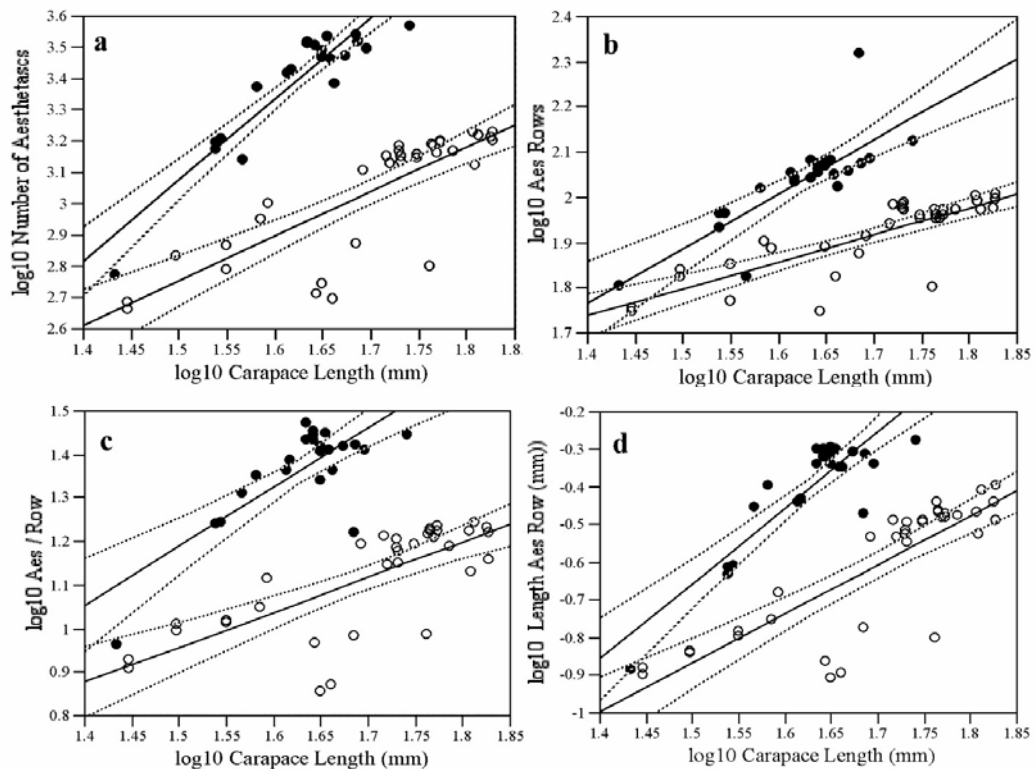 a
log10 Number of Aesthetascs
3.6
3.5
3.4
3.3
3.2
3.1
3.0
2.9
2.8
2.7
2.6
1.4 1.45 1.5 1.55 1.6 1.65 1.7 1.75 1.8 1.85
log10 Carapace Length (mm)
b
log10 Aes Rows
2.4
2.3
2.2
2.1
2.0
1.9
1.8
1.7
1.4 1.45 1.5 1.55 1.6 1.65 1.7 1.75 1.8 1.85
log10 Carapace Length (mm)
c
log10 Aes / Row
1.5
1.4
1.3
1.2
1.1
1
0.9
0.8
1.4 1.45 1.5 1.55 1.6 1.65 1.7 1.75 1.8 1.85
log10 Carapace Length (mm)
d
log10 Length Aes Row (mm))
-0.2
-0.3
-0.4
-0.5
-0.6
-0.7
-0.8
-0.9
-1
1.4 1.45 1.5 1.55 1.6 1.65 1.7 1.75 1.8 1.85
log10 Carapace Length (mm)